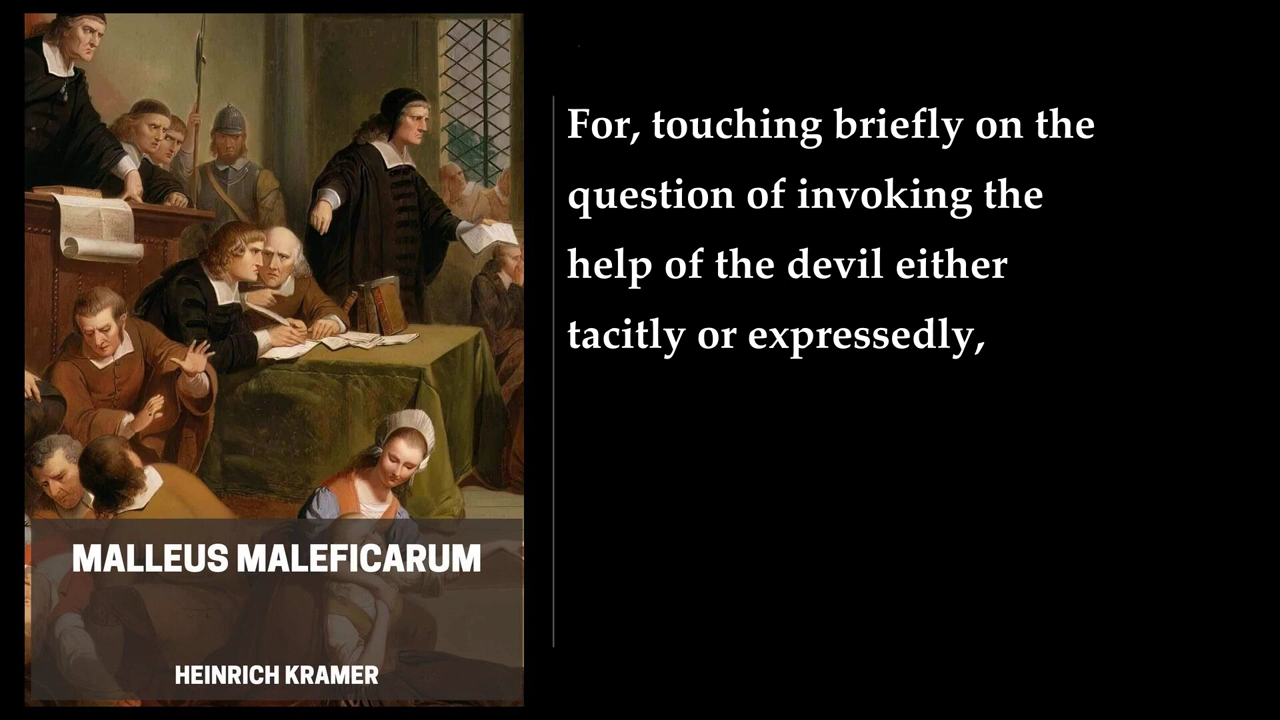 MALLEUS MALEFICARUM
HEINRICH KRAMER
For, touching briefly on the
question of invoking the
help of the devil either
tacitly or expressedly,